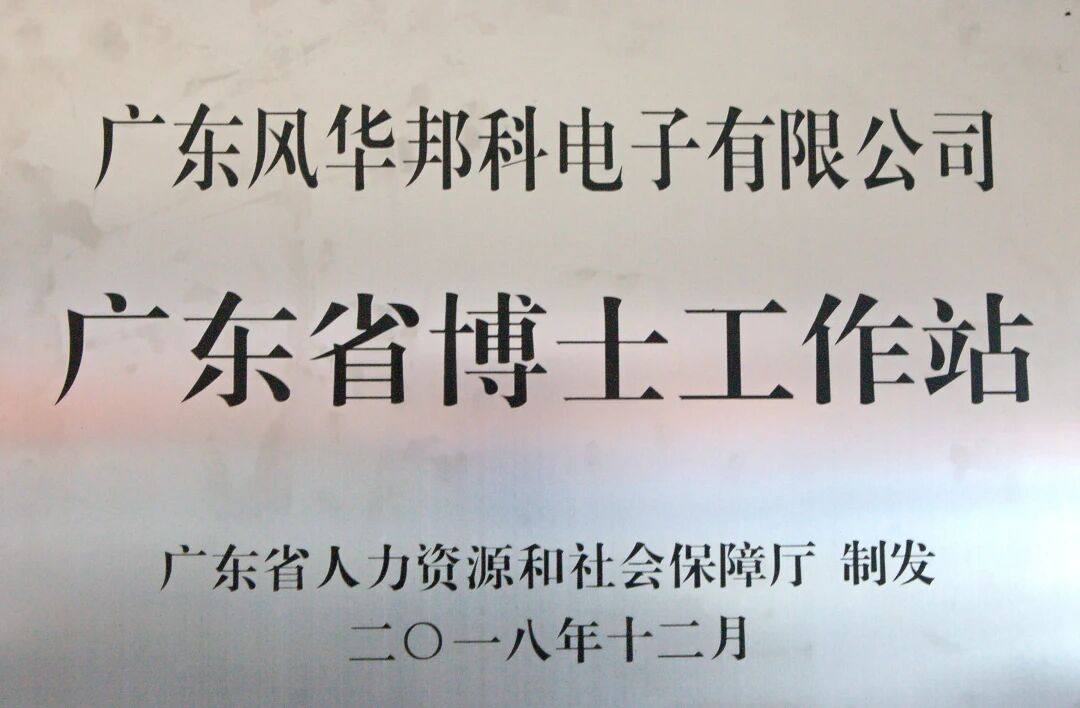 广东风华邦科电子有限公司
广东省博士工作站
广东省人力资源和社会保障厅 制发
二〇一八年十二月